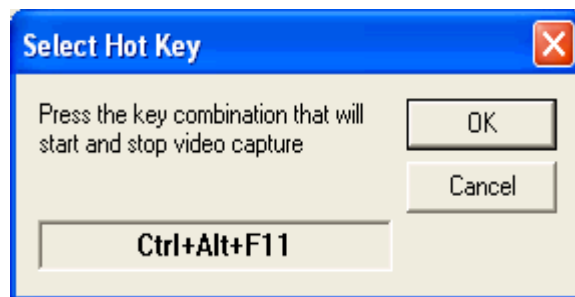 Select Hot Key
Press the key combination that will
start and stop video capture
OK
Cancel
Ctrl+Alt+F11